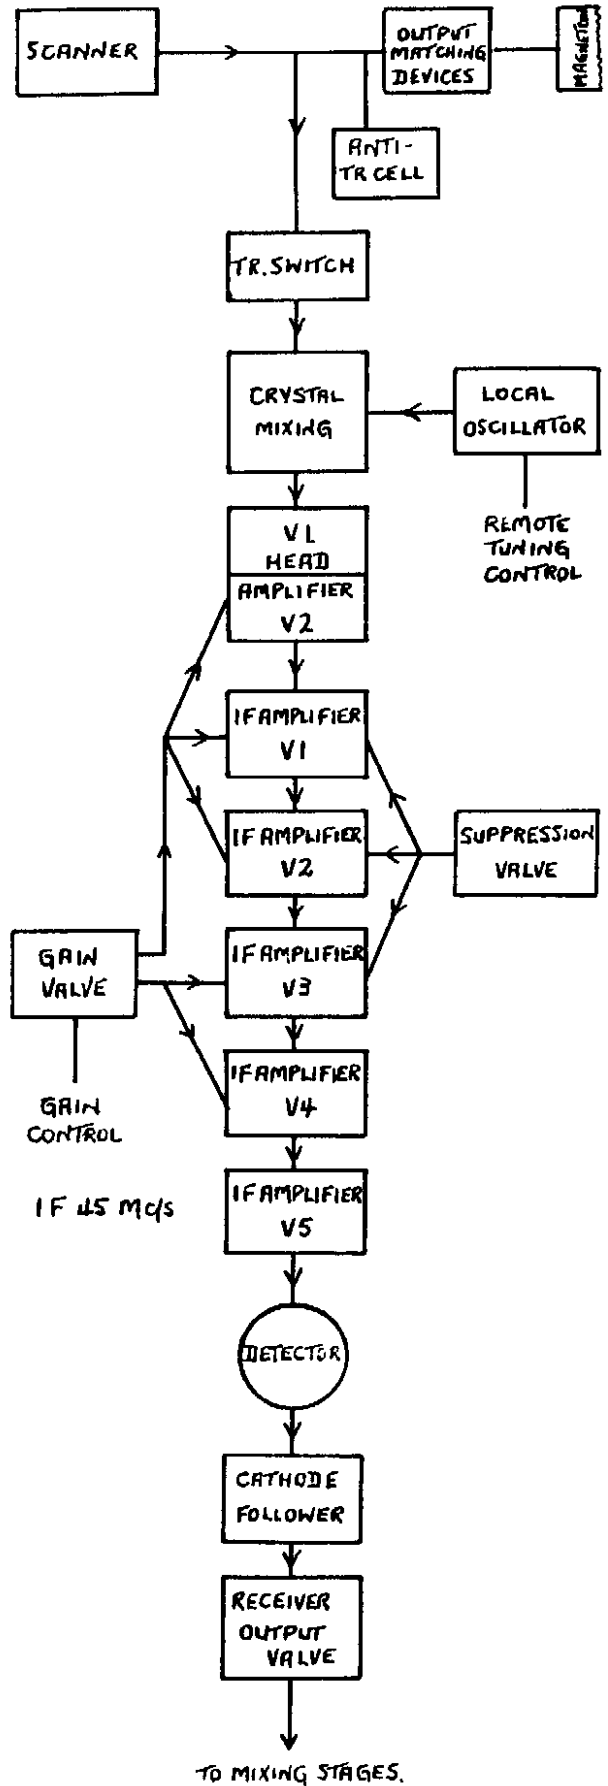 SCANNER
OUTPUT
MATCHING
DEVICES
MAGNETRON
ANTI-
TR CELL
TR. SWITCH
CRYSTAL
MIXING
LOCAL
OSCILLATOR
REMOTE
TUNING
CONTROL
V1
HEAD
AMPLIFIER
V2
IF AMPLIFIER
V1
IF AMPLIFIER
V2
SUPPRESSION
VALVE
IF AMPLIFIER
V3
GAIN
VALVE
GAIN
CONTROL
IF AMPLIFIER
V4
IF 45 Mc/s
IF AMPLIFIER
V5
DETECTOR
CATHODE
FOLLOWER
RECEIVER
OUTPUT
VALVE
TO MIXING STAGES.